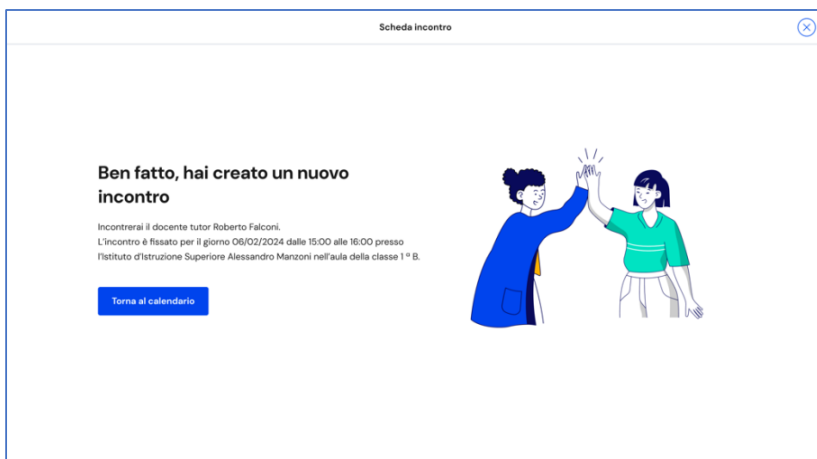 Scheda incontro
Ben fatto, hai creato un nuovo
incontro
Incontrerai il docente tutor Roberto Falconi.
L'incontro è fissato per il giorno 06/02/2024 dalle 15:00 alle 16:00 presso
l'Istituto d'Istruzione Superiore Alessandro Manzoni nell'aula della classe 1 ª B.
Torna al calendario